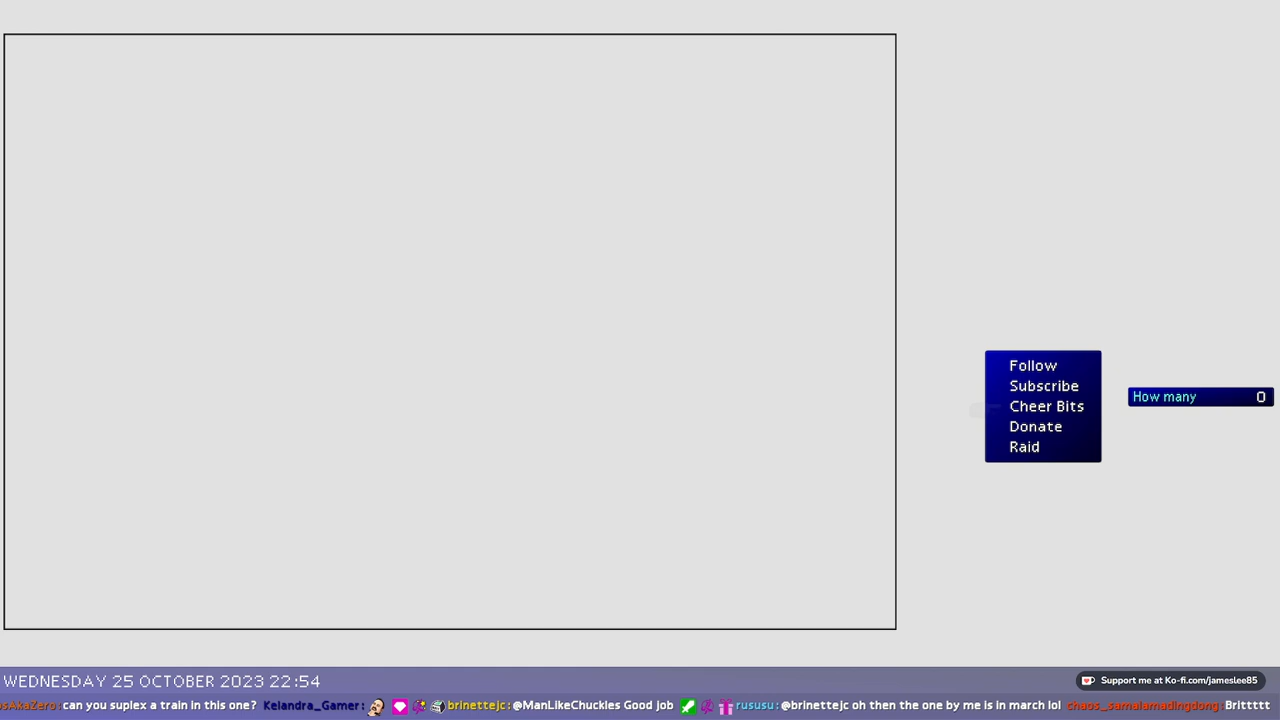 Follow
Subscribe
Cheer Bits
Donate
Raid
How many 0
WEDNESDAY 25 OCTOBER 2023 22:54
Support me at Ko-fi.com/jameslee85
osAkaZero: can you suplex a train in this one? Kelandra_Gamer: brinettejc: @ManLikeChuckles Good job rususu: @brinettejc oh then the one by me is in march lol chaos_samalamadingdong: Brittttt